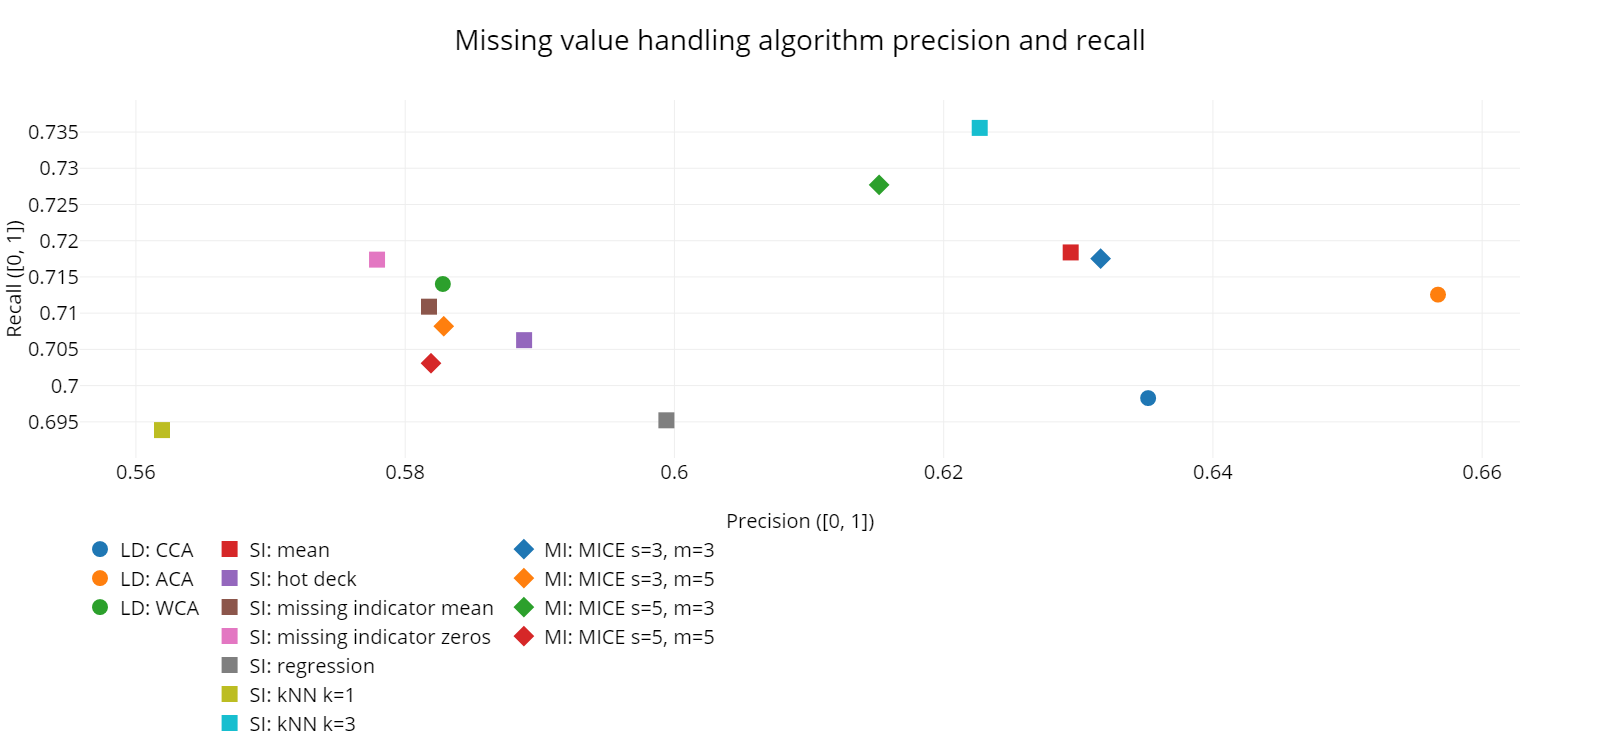 Missing value handling algorithm precision and recall
Recall ([0, 1])
0.735
0.73
0.725
0.72
0.715
0.71
0.705
0.7
0.695
0.56
0.58
0.6
0.62
0.64
0.66
Precision ([0, 1])
LD: CCA
LD: ACA
LD: WCA
SI: mean
SI: hot deck
SI: missing indicator mean
SI: missing indicator zeros
SI: regression
SI: kNN k=1
SI: kNN k=3
MI: MICE s=3, m=3
MI: MICE s=3, m=5
MI: MICE s=5, m=3
MI: MICE s=5, m=5